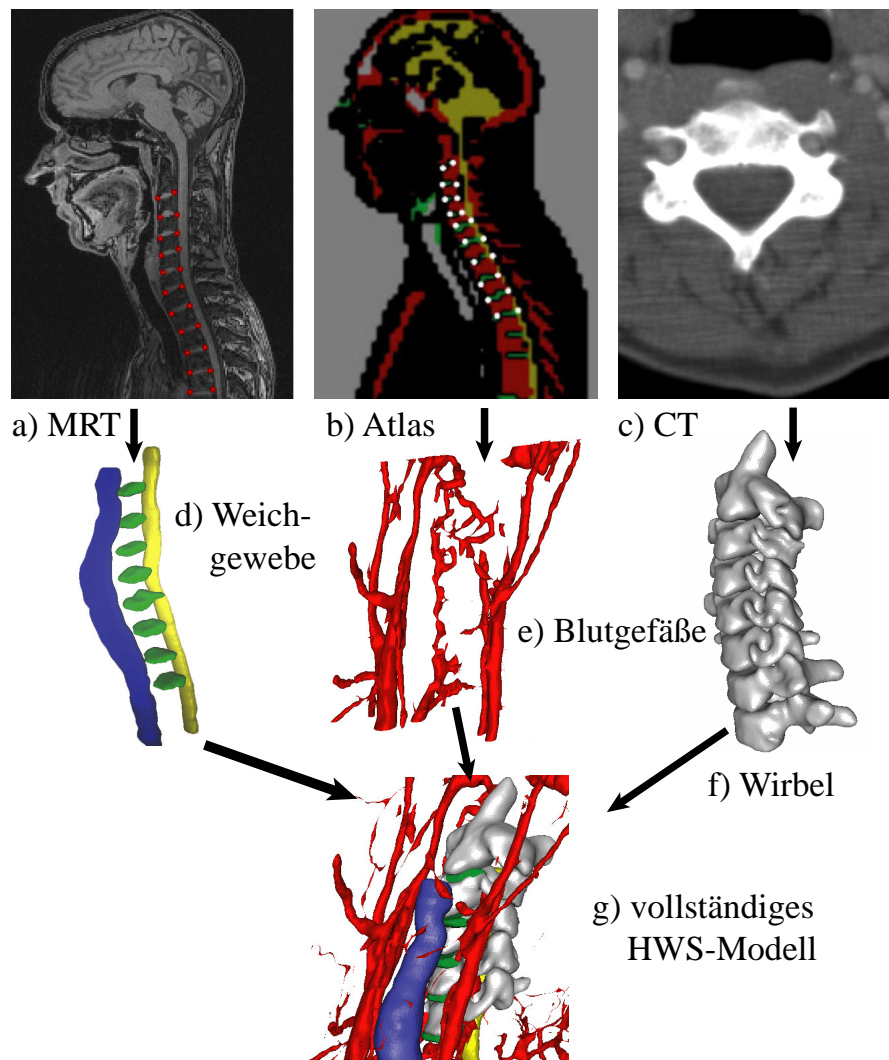 a) MRT
b) Atlas
c) CT
d) Weich-
gewebe
e) Blutgefäße
f) Wirbel
g) vollständiges
HWS-Modell